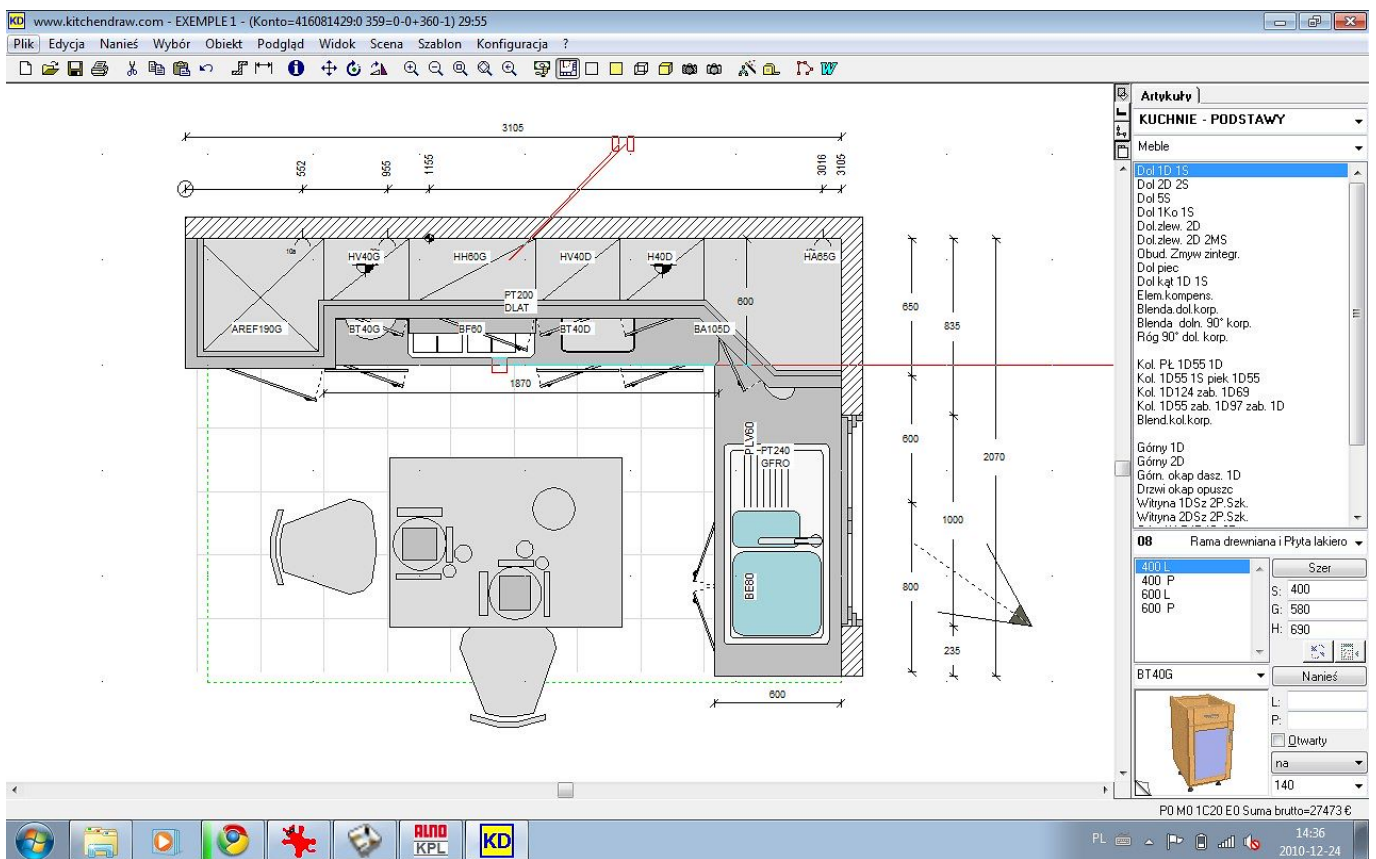 KD www.kitchendraw.com - EXEMPLE 1 - (Konto=416081429:0 359=0-0+360-1) 29:55
Plik Edycja Nanieś Wybór Obiekt Podgląd Widok Scena Szablon Konfiguracja ?
Artykuły
KUCHNIE - PODSTAWY
Meble
Dol 1D 1S
Dol 2D 2S
Dol 5S
Dol 1Ko 1S
Dol.zlew. 2D
Dol.zlew. 2D 2MS
Obud. Zmyw zintegr.
Dol piec
Dol kąt 1D 1S
Elem.kompens.
Blenda.dol.korp.
Blenda doln. 90° korp.
Róg 90° dol. korp.
Kol. PŁ 1D55 1D
Kol. 1D55 1S piek 1D55
Kol. 1D124 zab. 1D69
Kol. 1D55 zab. 1D97 zab. 1D
Blend.kol.korp.
Górny 1D
Górny 2D
Górn. okap dasz. 1D
Drzwi okap opuszc
Witryna 1DSz 2P.Szk.
Witryna 2DSz 2P.Szk.
08 Rama drewniana i Płyta lakiero
400 L
400 P
600 L
600 P
Szer
S: 400
G: 580
H: 690
BT40G
Nanieś
L:
P:
Otwarty
na
140
3105
552
955
1155
3016
3105
10a
20a
10a
HV40G
HH60G
HV40D
H40D
HA65G
PT200
DLAT
600
AREF190G
BT40G
BF60
BT40D
BA105D
1870
650
835
600
2070
1000
800
235
PLV60
PT240
GFRO
BE80
600
P0 M0 1C20 E0 Suma brutto=27473 €
ALNO
KPL
KD
PL
14:36
2010-12-24